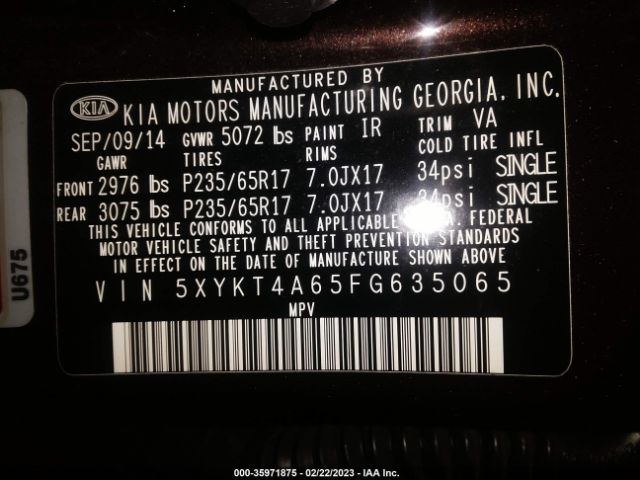 MANUFACTURED BY
KIA KIA MOTORS MANUFACTURING GEORGIA, INC.
SEP/09/14 GVWR 5072 lbs PAINT IR TRIM VA
GAWR TIRES RIMS COLD TIRE INFL
FRONT 2976 lbs P235/65R17 7.0JX17 34psi SINGLE
REAR 3075 lbs P235/65R17 7.0JX17 34psi SINGLE
THIS VEHICLE CONFORMS TO ALL APPLICABLE FEDERAL
MOTOR VEHICLE SAFETY AND THEFT PREVENTION STANDARDS
IN EFFECT ON THE DATE OF MANUFACTURE SHOWN ABOVE
VIN 5XYKT4A65FG635065
MPV
U675
000-35971875 - 02/22/2023 - IAA Inc.